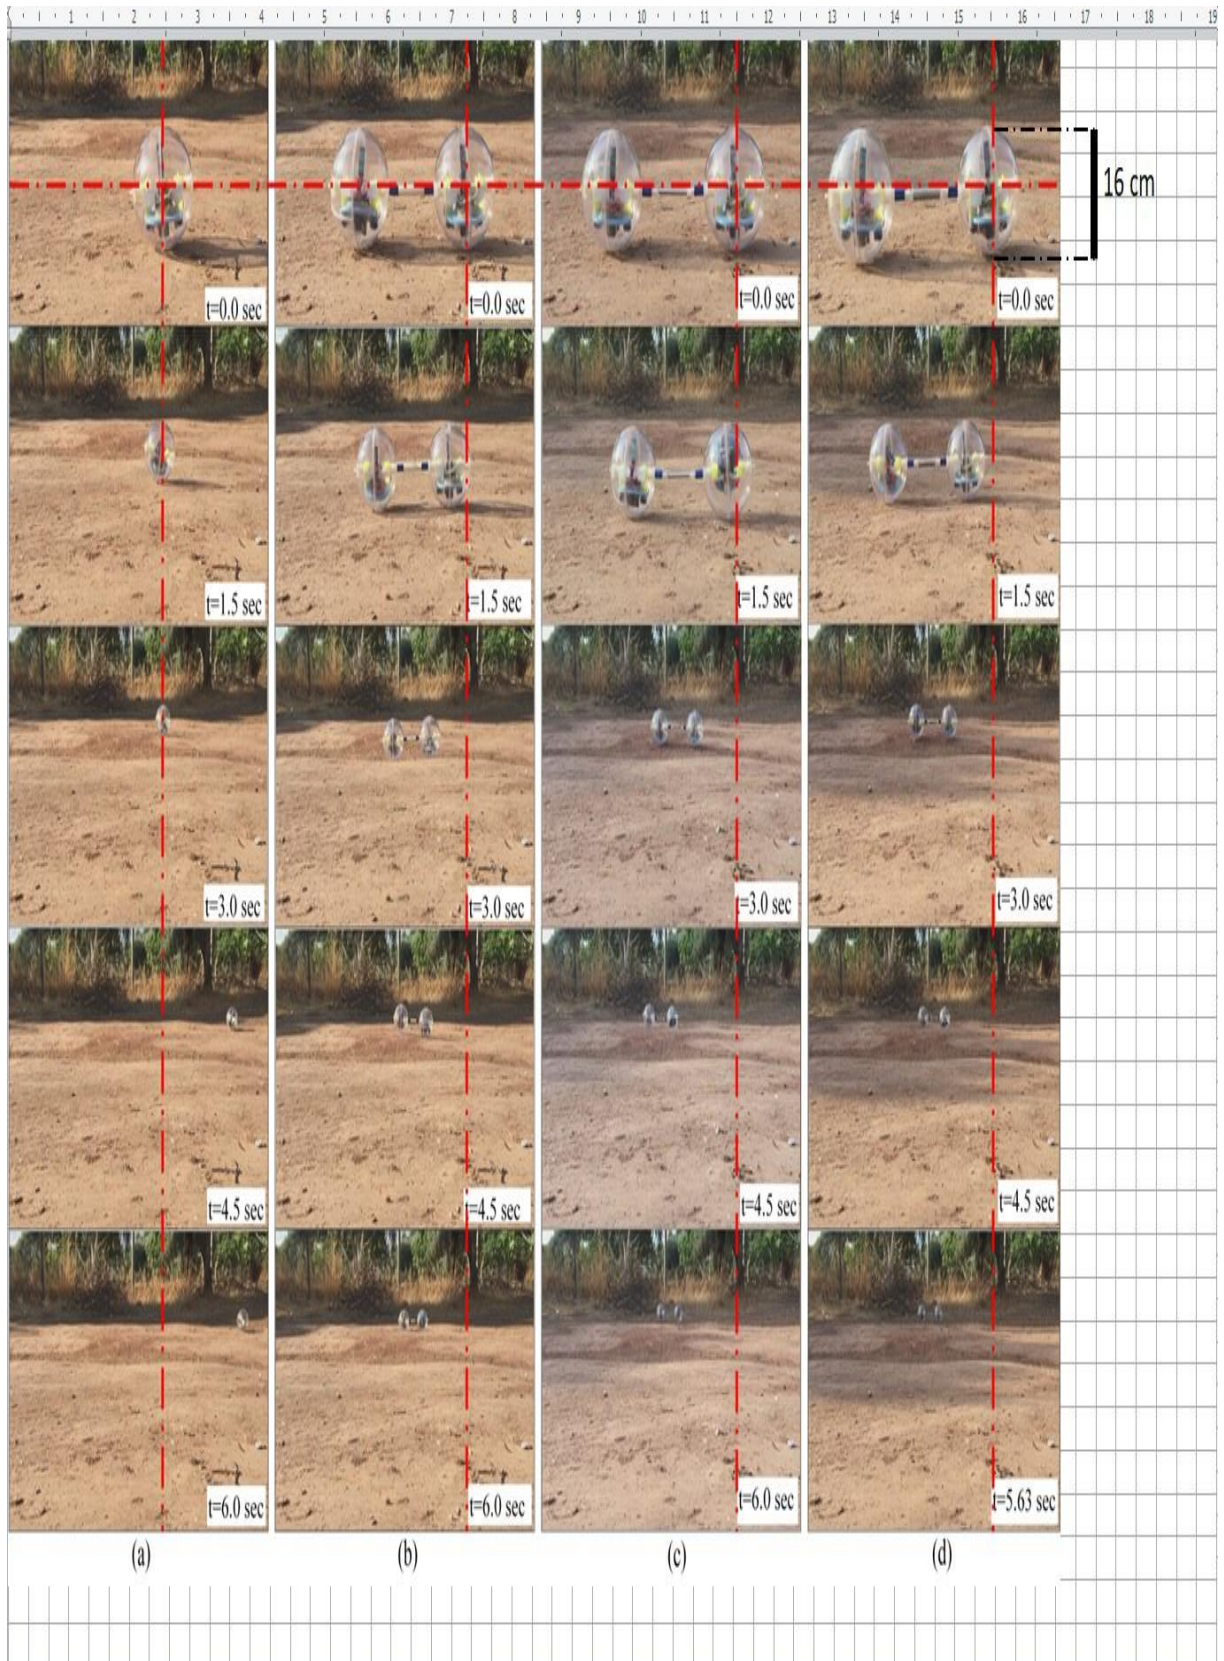 1 2 3 4 5 6 7 8 9 10 11 12 13 14 15 16 17 18 19
16 cm
t=0.0 sec t=0.0 sec t=0.0 sec t=0.0 sec
t=1.5 sec t=1.5 sec t=1.5 sec t=1.5 sec
t=3.0 sec t=3.0 sec t=3.0 sec t=3.0 sec
t=4.5 sec t=4.5 sec t=4.5 sec t=4.5 sec
t=6.0 sec t=6.0 sec t=6.0 sec t=5.63 sec
(a) (b) (c) (d)